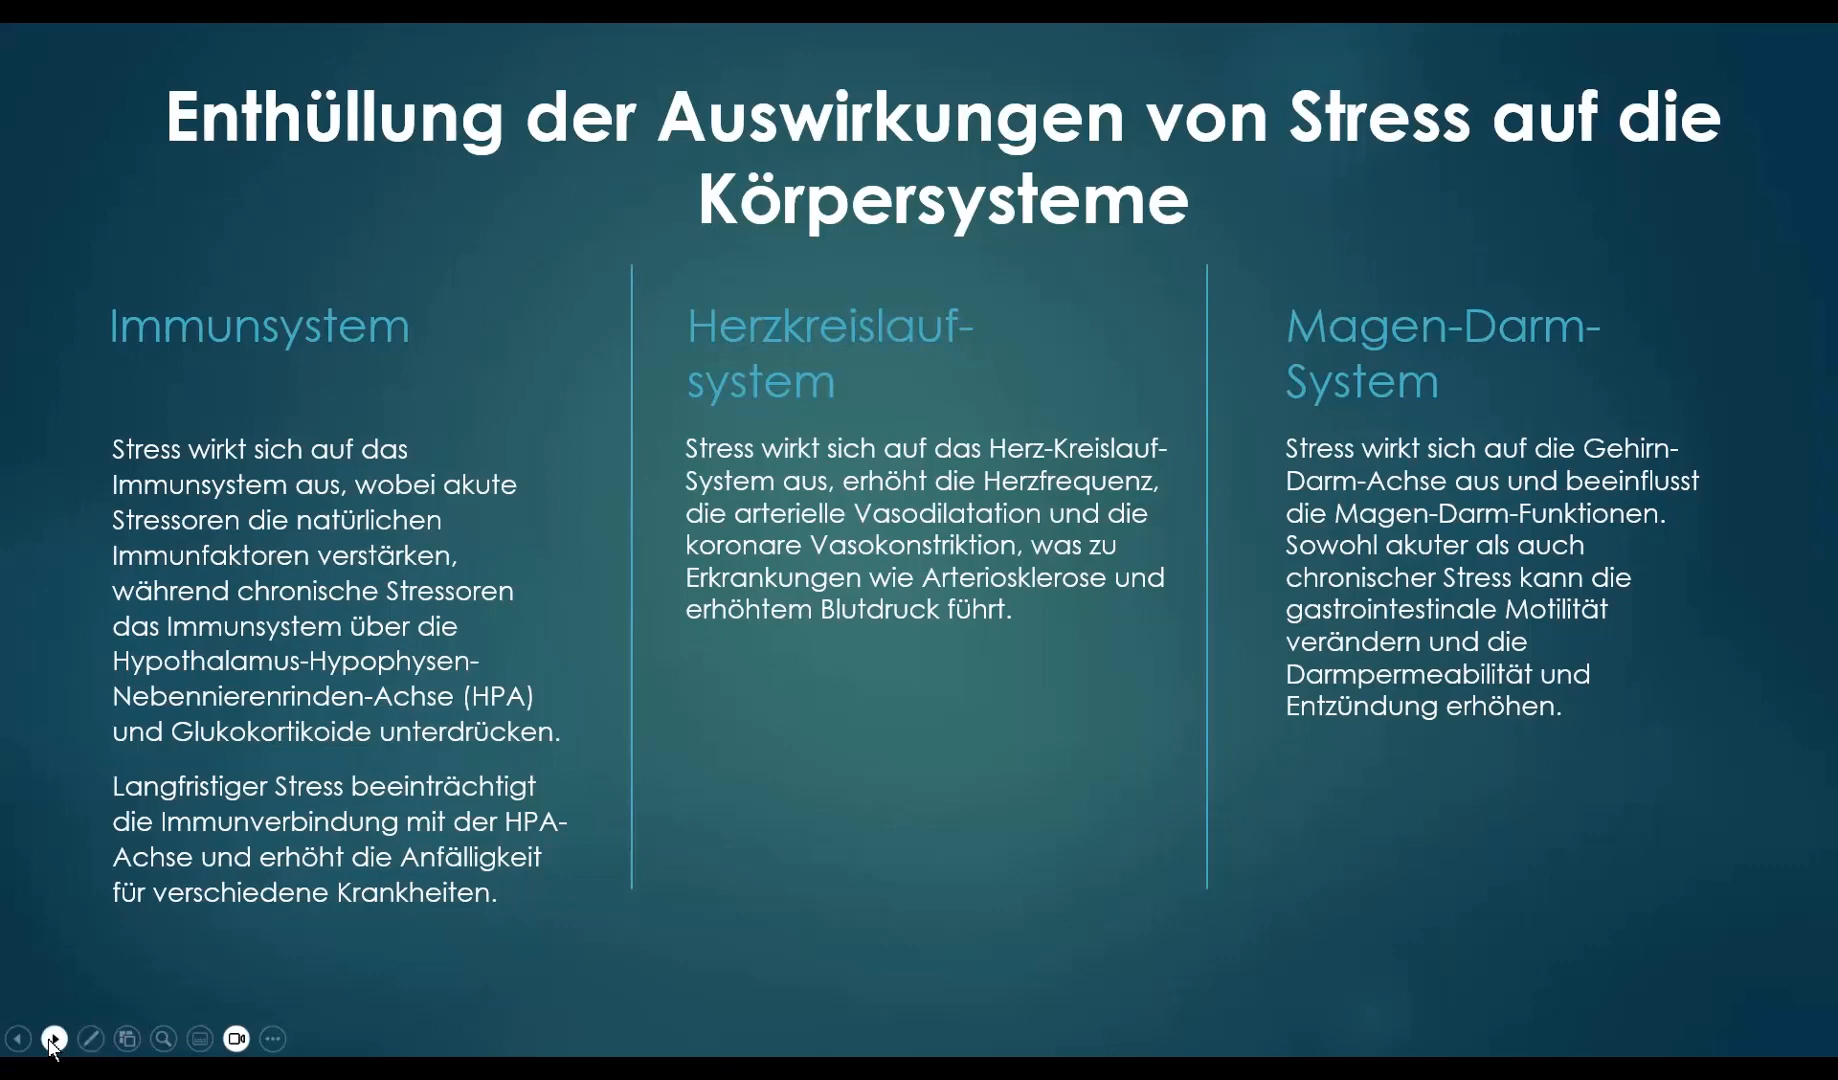 Enthüllung der Auswirkungen von Stress auf die
Körpersysteme
Immunsystem
Stress wirkt sich auf das
Immunsystem aus, wobei akute
Stressoren die natürlichen
Immunfaktoren verstärken,
während chronische Stressoren
das Immunsystem über die
Hypothalamus-Hypophysen-
Nebennierenrinden-Achse (HPA)
und Glukokortikoide unterdrücken.
Langfristiger Stress beeinträchtigt
die Immunverbindung mit der HPA-
Achse und erhöht die Anfälligkeit
für verschiedene Krankheiten.
Herzkreislauf-
system
Stress wirkt sich auf das Herz-Kreislauf-
System aus, erhöht die Herzfrequenz,
die arterielle Vasodilatation und die
koronare Vasokonstriktion, was zu
Erkrankungen wie Arteriosklerose und
erhöhtem Blutdruck führt.
Magen-Darm-
System
Stress wirkt sich auf die Gehirn-
Darm-Achse aus und beeinflusst
die Magen-Darm-Funktionen.
Sowohl akuter als auch
chronischer Stress kann die
gastrointestinale Motilität
verändern und die
Darmpermeabilität und
Entzündung erhöhen.